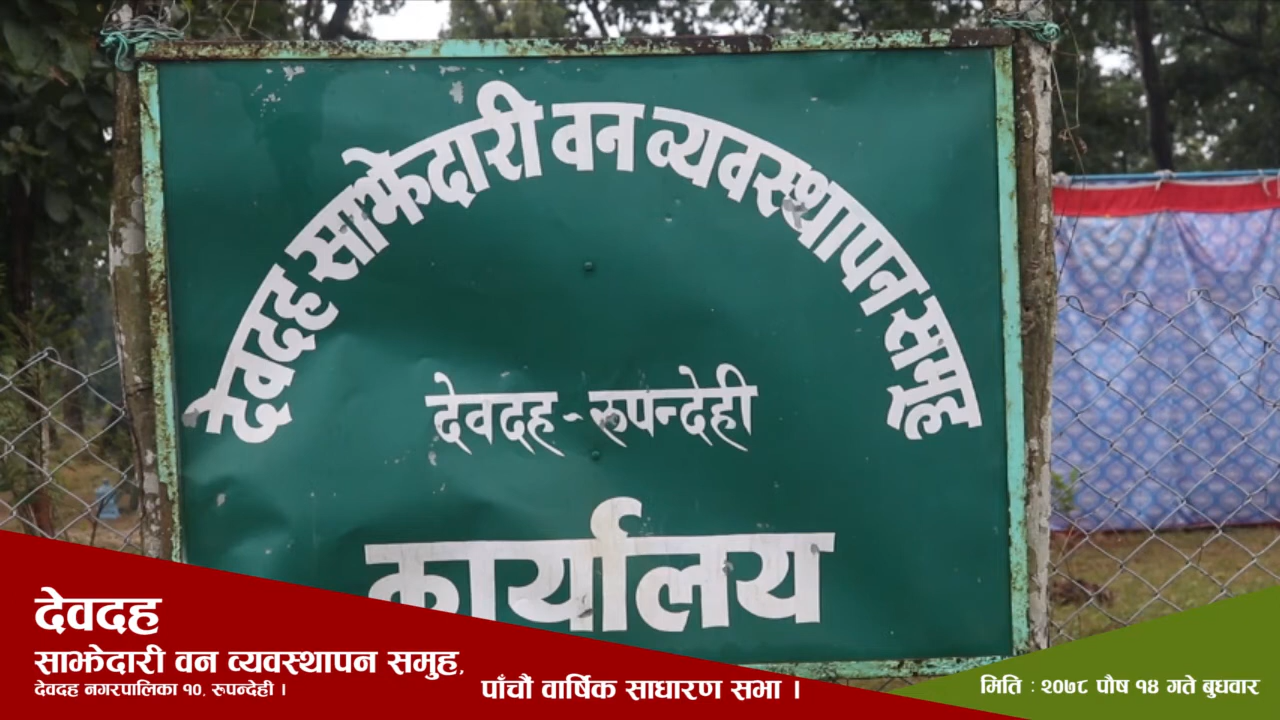 देवदह साझेदारी वन व्यवस्थापन समुह
देवदह - रुपन्देही
कार्यालय
देवदह
साझेदारी वन व्यवस्थापन समुह,
देवदह नगरपालिका १०, रुपन्देही ।
पाँचौं वार्षिक साधारण सभा ।
मिति : २०७८ पौष १४ गते बुधवार